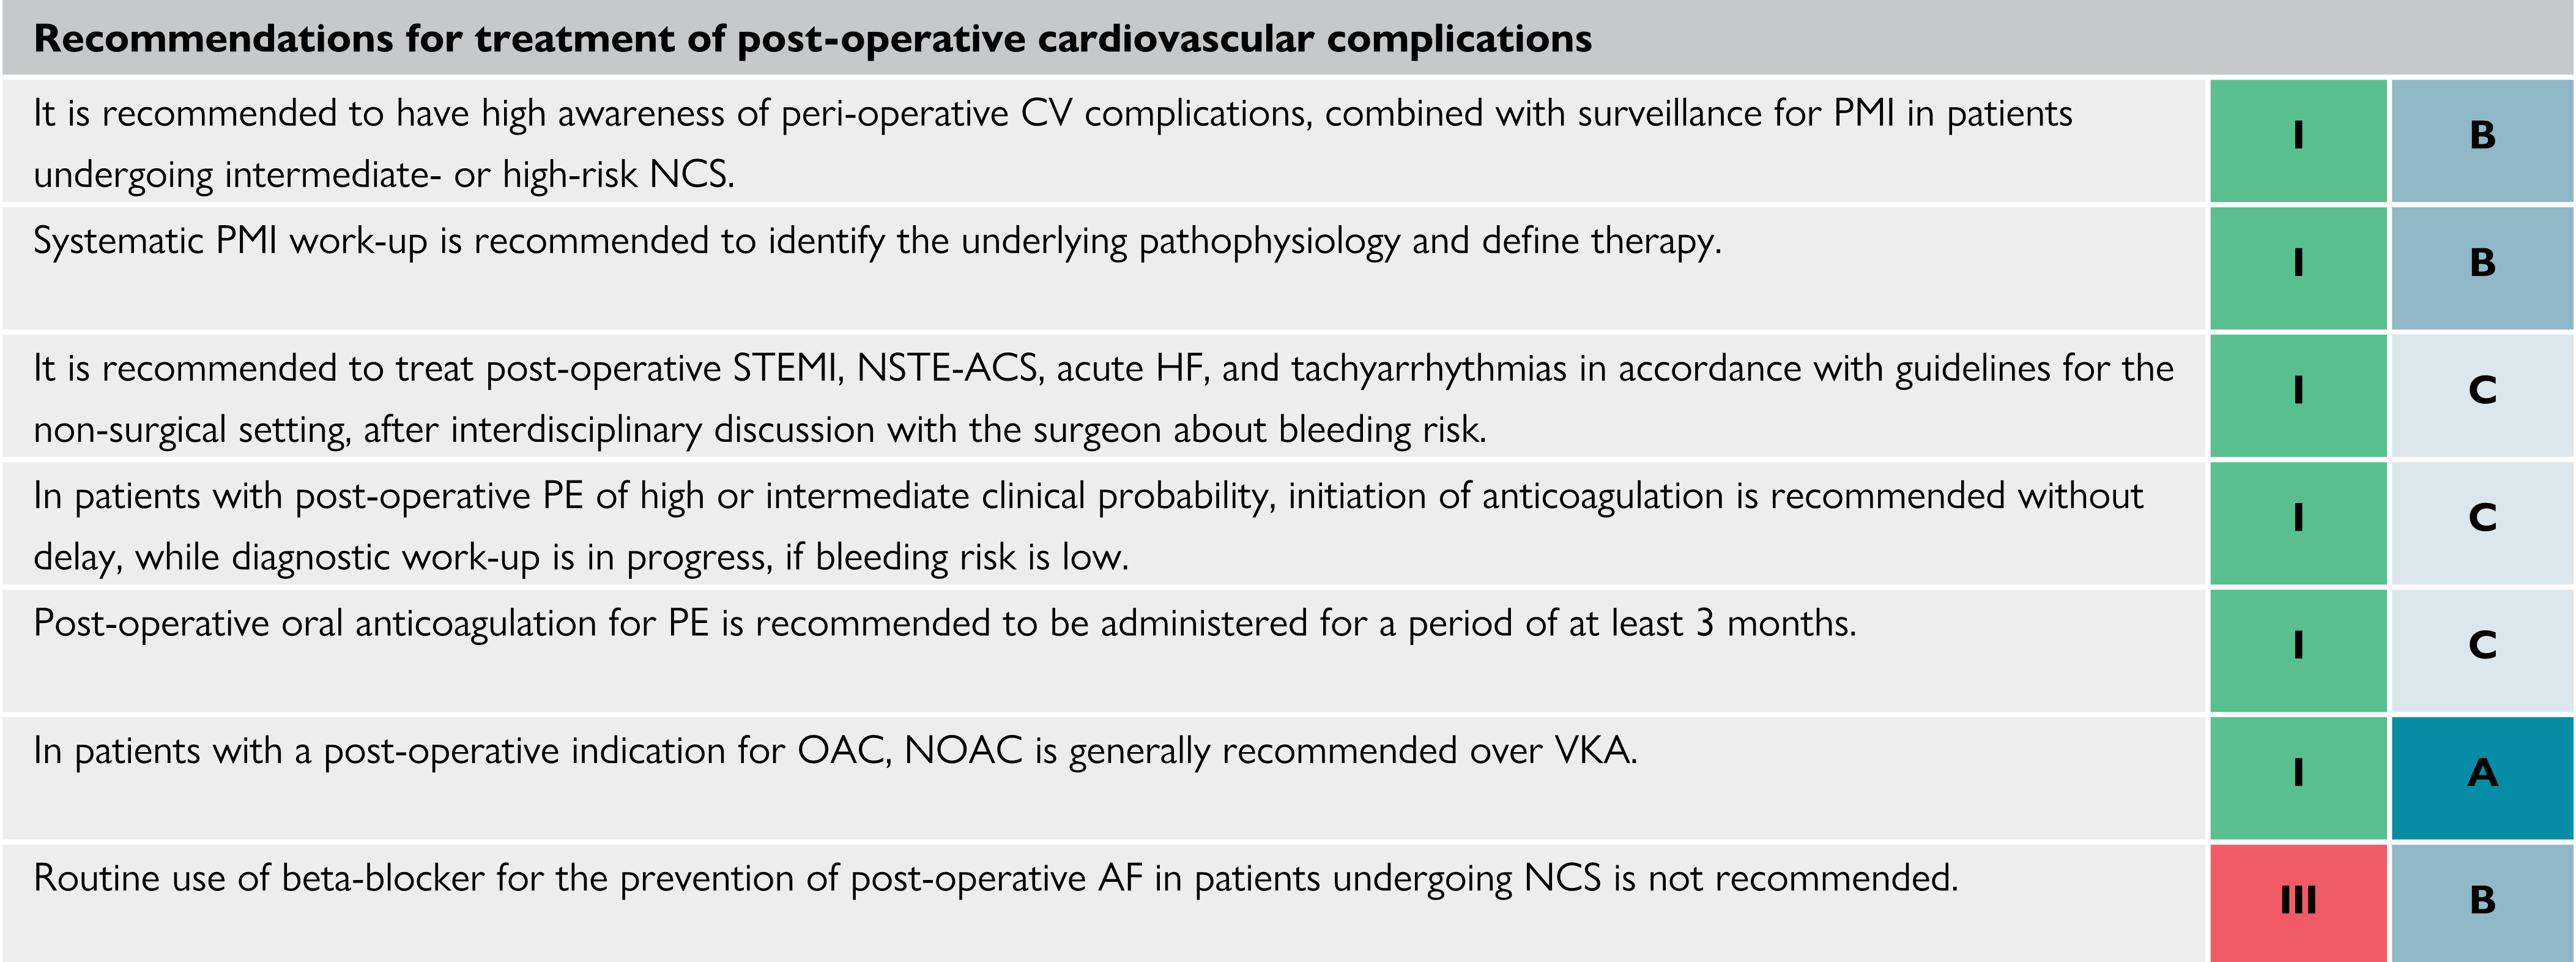 Recommendations for treatment of post-operative cardiovascular complications
It is recommended to have high awareness of peri-operative CV complications, combined with surveillance for PMI in patients
undergoing intermediate- or high-risk NCS.
I
B
Systematic PMI work-up is recommended to identify the underlying pathophysiology and define therapy.
I
B
It is recommended to treat post-operative STEMI, NSTE-ACS, acute HF, and tachyarrhythmias in accordance with guidelines for the
non-surgical setting, after interdisciplinary discussion with the surgeon about bleeding risk.
I
C
In patients with post-operative PE of high or intermediate clinical probability, initiation of anticoagulation is recommended without
delay, while diagnostic work-up is in progress, if bleeding risk is low.
I
C
Post-operative oral anticoagulation for PE is recommended to be administered for a period of at least 3 months.
I
C
In patients with a post-operative indication for OAC, NOAC is generally recommended over VKA.
I
A
Routine use of beta-blocker for the prevention of post-operative AF in patients undergoing NCS is not recommended.
III
B